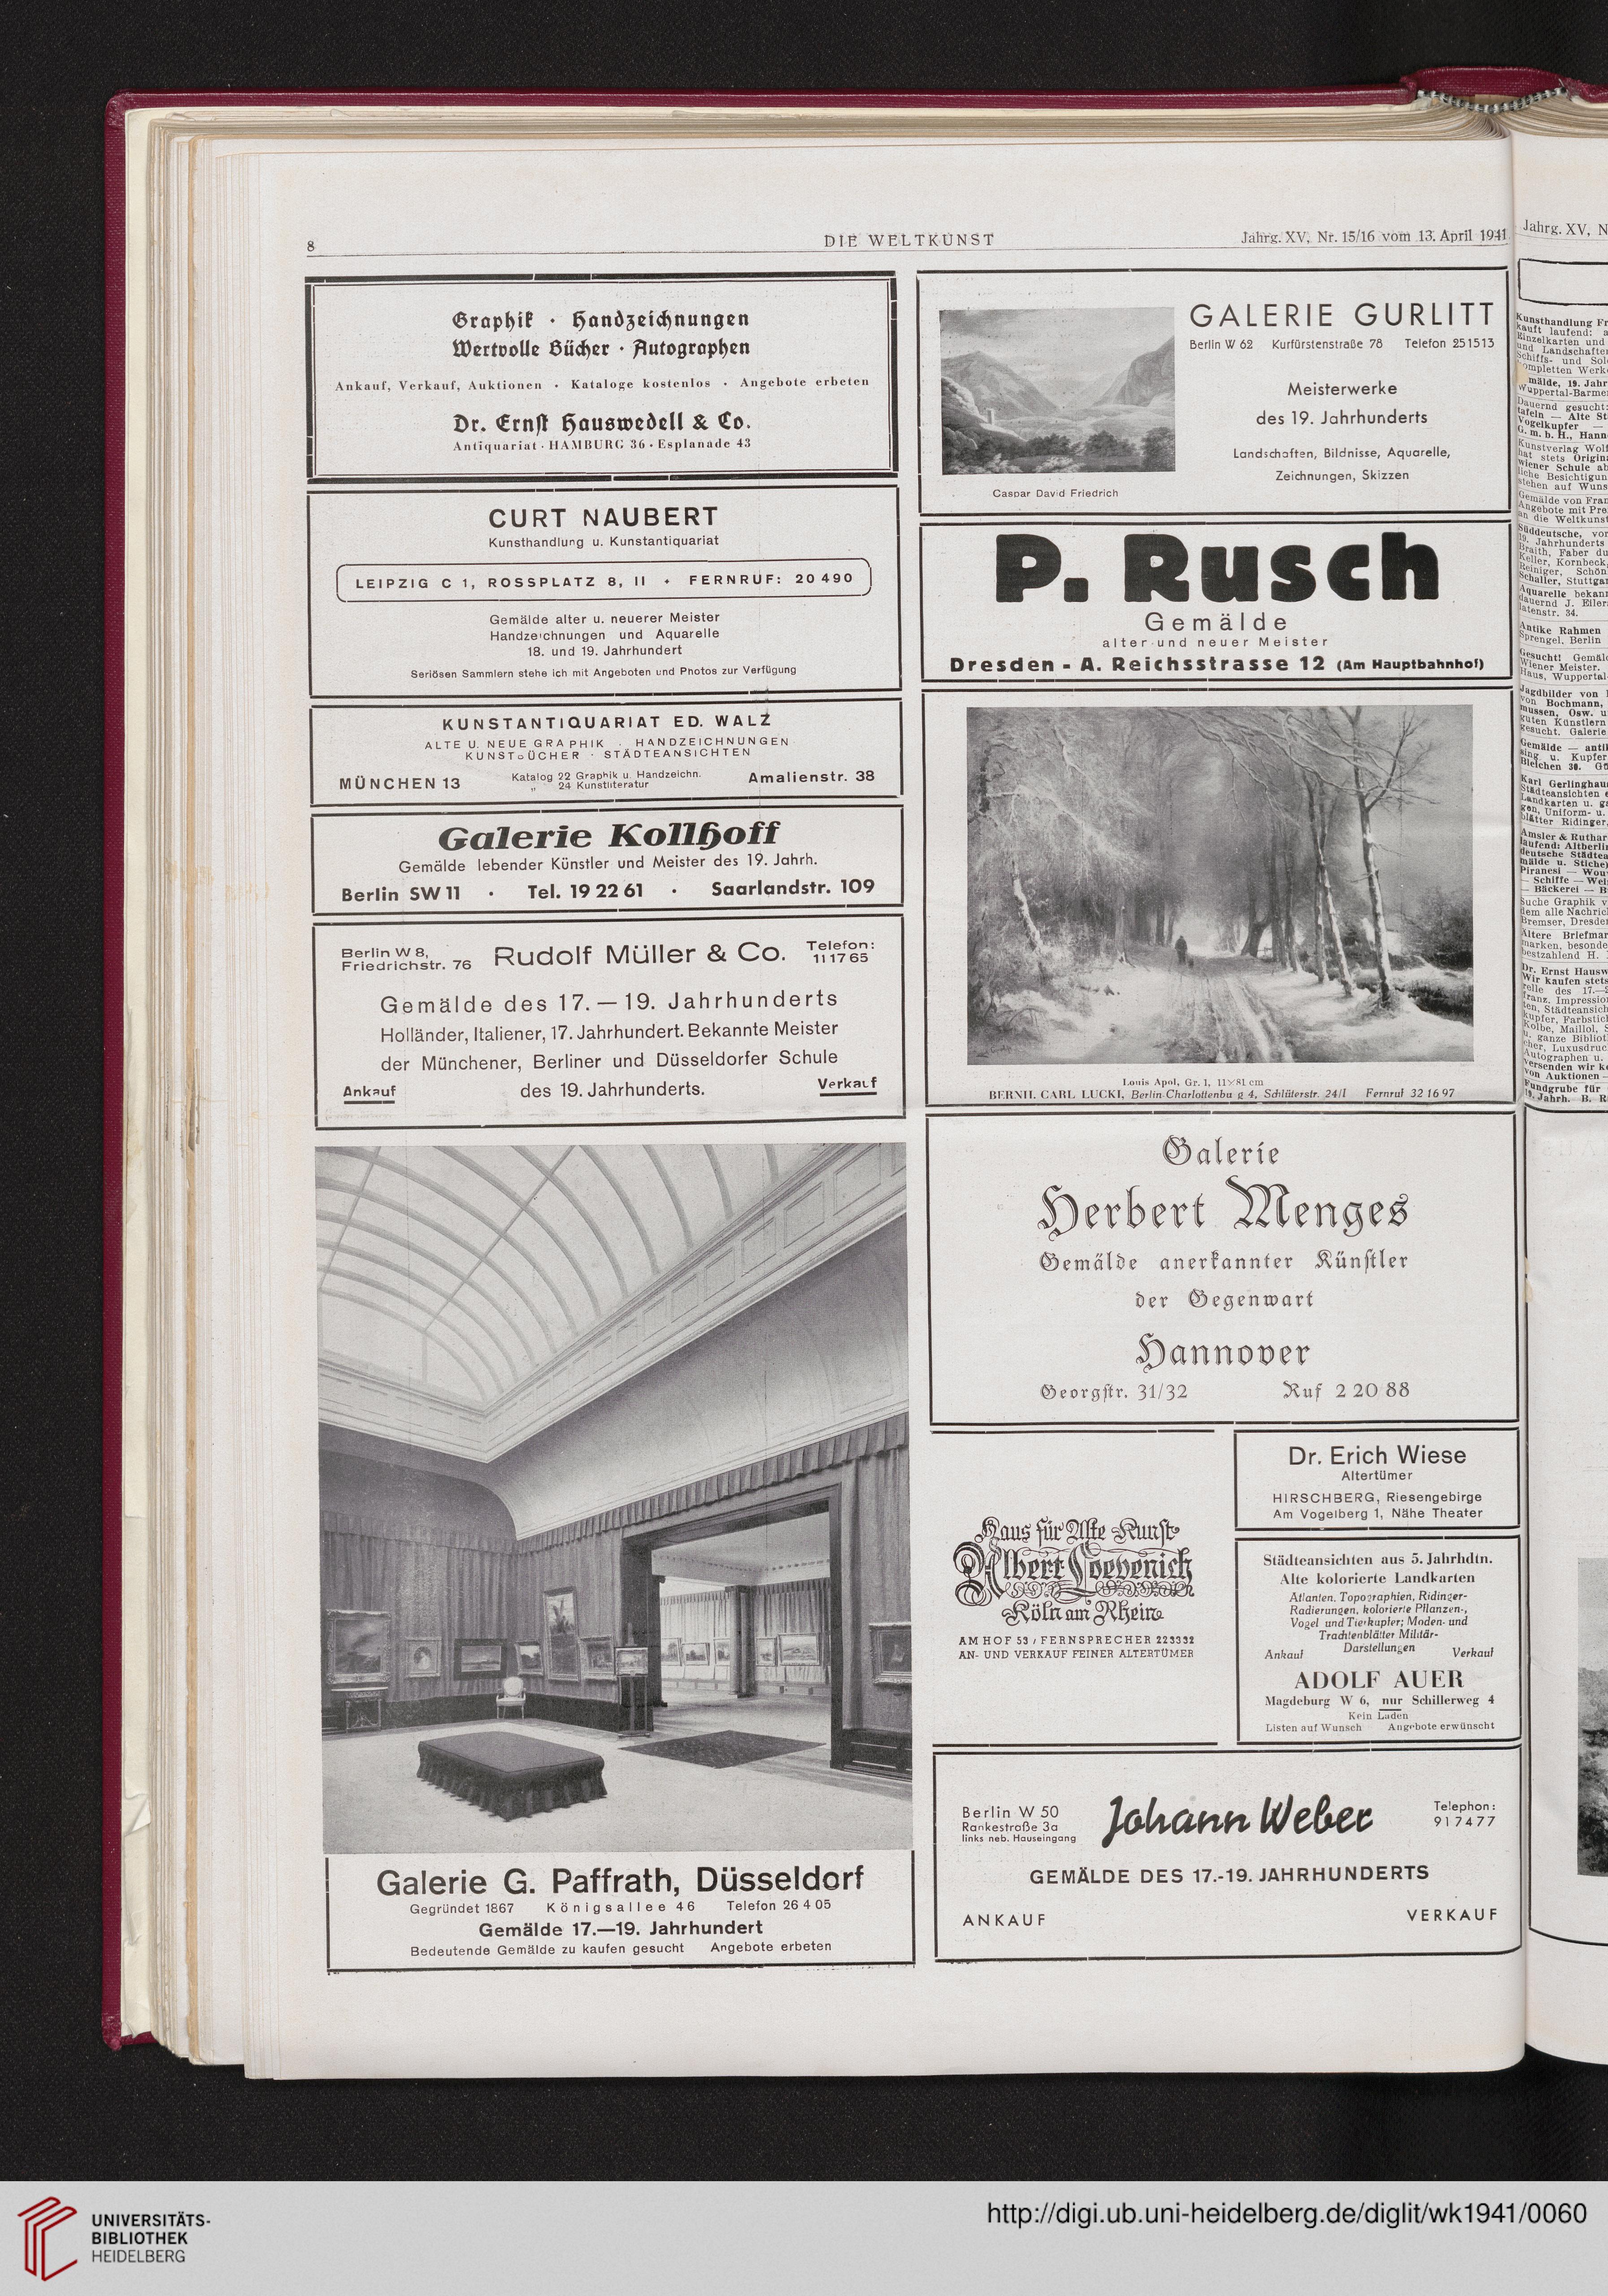 8
DIE WELTKUNST
Jahrg. XV, Nr. 15/16 vom 13. April 1941
Graphik · Handzeichnungen
Wertvolle Bücher · Autographen
Ankauf, Verkauf, Auktionen · Kataloge kostenlos · Angebote erbeten
Dr. Ernst Hauswedell & Co.
Antiquariat · HAMBURG 36 · Esplanade 43
CURT NAUBERT
Kunsthandlung u. Kunstantiquariat
LEIPZIG C 1, ROSSPLATZ 8, II + FERNRUF: 20 490
Gemälde alter u. neuerer Meister
Handzeichnungen und Aquarelle
18. und 19. Jahrhundert
Seriösen Sammlern stehe ich mit Angeboten und Photos zur Verfügung
KUNSTANTIQUARIAT ED. WALZ
ALTE U. NEUE GRAPHIK · HANDZEICHNUNGEN
KUNSTBÜCHER · STÄDTEANSICHTEN
MÜNCHEN 13
Katalog 22 Graphik u. Handzeichn.
„ 24 Kunstliteratur
Amalienstr. 38
Galerie Kollhoff
Gemälde lebender Künstler und Meister des 19. Jahrh.
Berlin SW 11 · Tel. 19 22 61 · Saarlandstr. 109
Berlin W 8,
Friedrichstr. 76
Rudolf Müller & Co.
Telefon:
11 17 65
Gemälde des 17. — 19. Jahrhunderts
Holländer, Italiener, 17. Jahrhundert. Bekannte Meister
der Münchener, Berliner und Düsseldorfer Schule
des 19. Jahrhunderts.
Ankauf
Verkauf
Galerie G. Paffrath, Düsseldorf
Gegründet 1867 Königsallee 46 Telefon 26 4 05
Gemälde 17.—19. Jahrhundert
Bedeutende Gemälde zu kaufen gesucht Angebote erbeten
GALERIE GURLITT
Berlin W 62 Kurfürstenstraße 78 Telefon 251513
Meisterwerke
des 19. Jahrhunderts
Landschaften, Bildnisse, Aquarelle,
Zeichnungen, Skizzen
Caspar David Friedrich
P. Rusch
Gemälde
alter und neuer Meister
Dresden - A. Reichsstrasse 12 (Am Hauptbahnhof)
Louis Apol, Gr. 1, 11×81 cm
BERNH. CARL LUCKI, Berlin-Charlottenbu g 4, Schlüterstr. 24/I Fernruf 32 16 97
Galerie
Herbert Menges
Gemälde anerkannter Künstler
der Gegenwart
Hannover
Georgstr. 31/32 Ruf 2 20 88
Haus für Alte Kunst
Albert Loevenich
Köln am Rhein
AM HOF 53 / FERNSPRECHER 223332
AN- UND VERKAUF FEINER ALTERTÜMER
Dr. Erich Wiese
Altertümer
HIRSCHBERG, Riesengebirge
Am Vogelberg 1, Nähe Theater
Städteansichten aus 5. Jahrhdtn.
Alte kolorierte Landkarten
Atlanten, Topographien, Ridinger-
Radierungen, kolorierte Pflanzen-,
Vogel und Tierkupfer; Moden- und
Trachtenblätter Militär-
Darstellungen
Ankauf
Verkauf
ADOLF AUER
Magdeburg W 6, nur Schillerweg 4
Kein Laden
Listen auf Wunsch Angebote erwünscht
Berlin W 50
Rankestraße 3a
links neb. Hauseingang
Johann Weber
Telephon:
917477
GEMÄLDE DES 17.-19. JAHRHUNDERTS
ANKAUF
VERKAUF
Jahrg. XV, N
UNIVERSITÄTS-
BIBLIOTHEK
HEIDELBERG
http://digi.ub.uni-heidelberg.de/diglit/wk1941/0060